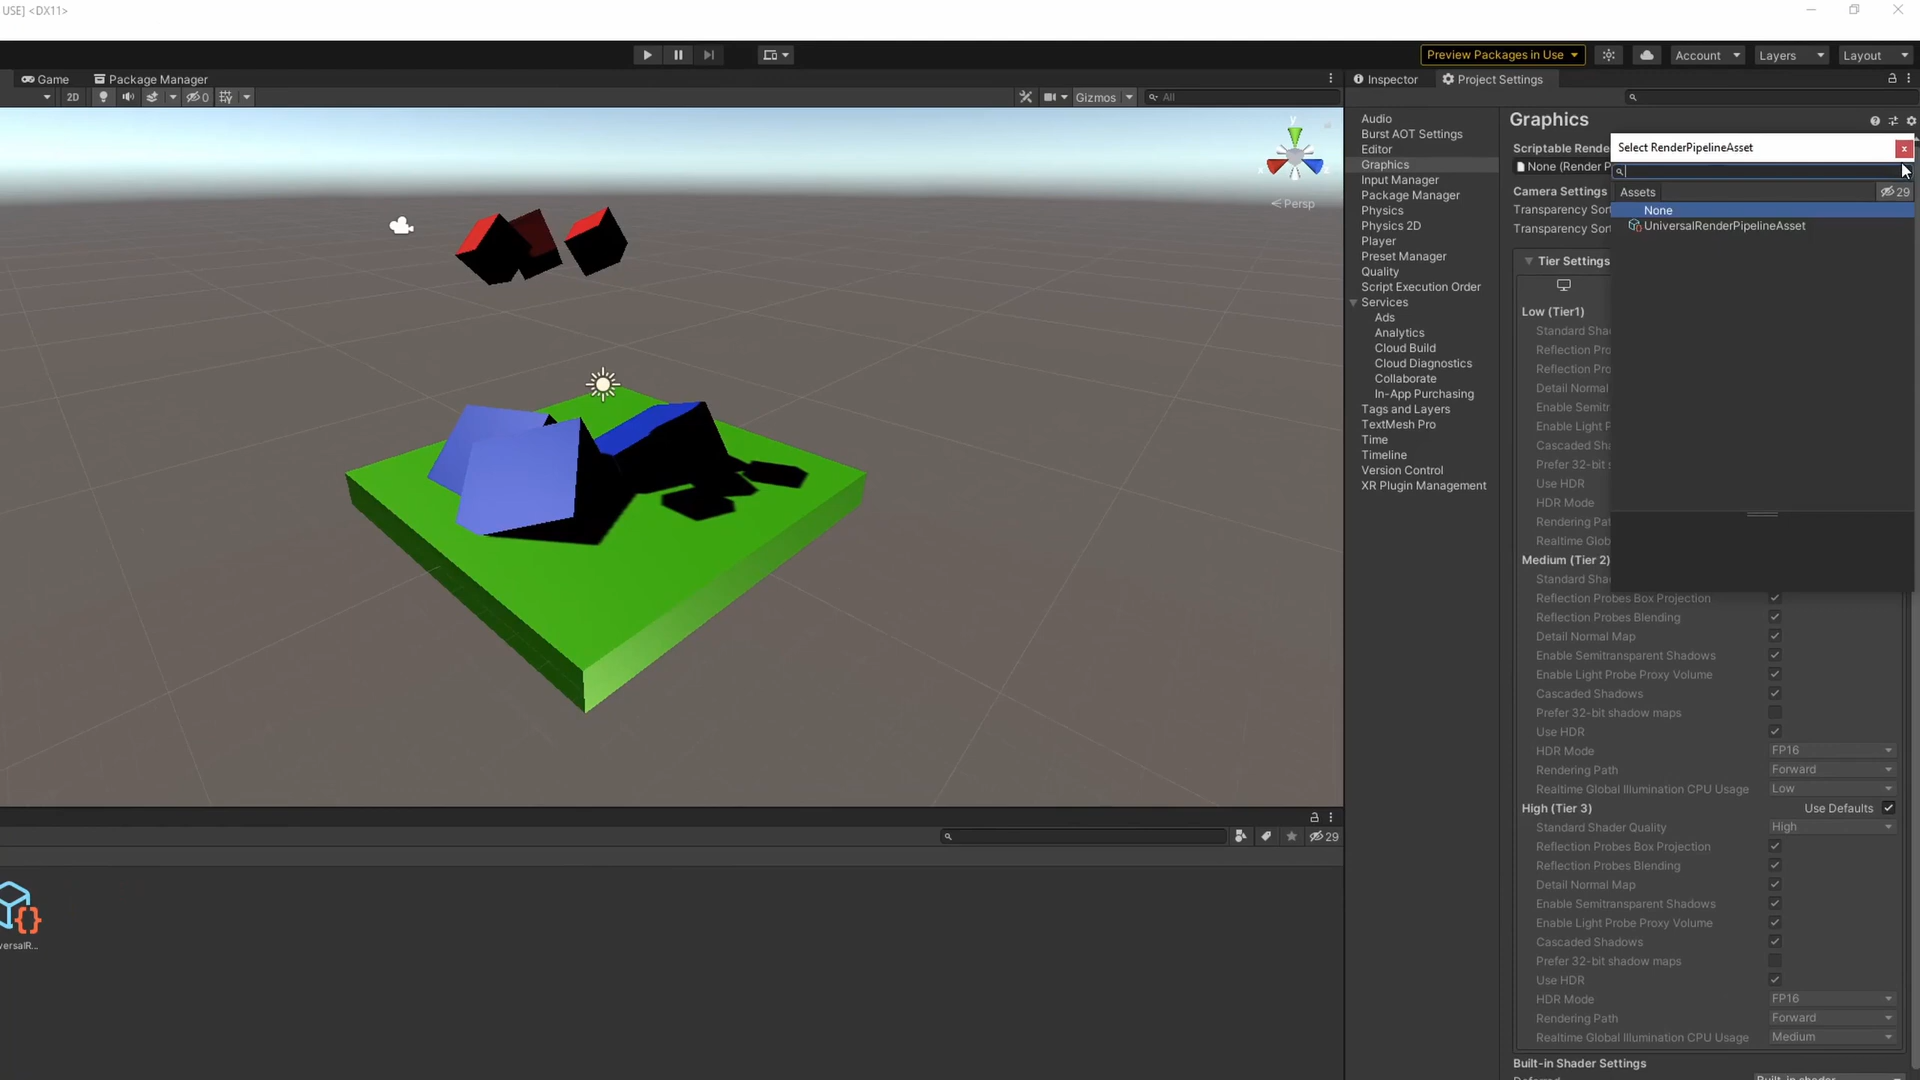 USE] <DX11>
Preview Packages in Use
Account
Layers
Layout
Game
Package Manager
Inspector
Project Settings
2D
0
Gizmos
All
Audio
Burst AOT Settings
Editor
Graphics
Input Manager
Package Manager
Physics
Physics 2D
Player
Preset Manager
Quality
Script Execution Order
Services
Ads
Analytics
Cloud Build
Cloud Diagnostics
Collaborate
In-App Purchasing
Tags and Layers
TextMesh Pro
Time
Timeline
Version Control
XR Plugin Management
y
x
Persp
Graphics
Scriptable Rende
None (Render P
Camera Settings
Transparency Sor
Transparency Sor
Select RenderPipelineAsset
x
Assets
29
None
UniversalRenderPipelineAsset
Tier Settings
Low (Tier1)
Standard Sha
Reflection Pro
Reflection Pro
Detail Normal
Enable Semitr
Enable Light P
Cascaded Sha
Prefer 32-bit s
Use HDR
HDR Mode
Rendering Pat
Realtime Glob
Medium (Tier 2)
Standard Sha
Reflection Probes Box Projection
Reflection Probes Blending
Detail Normal Map
Enable Semitransparent Shadows
Enable Light Probe Proxy Volume
Cascaded Shadows
Prefer 32-bit shadow maps
Use HDR
HDR Mode FP16
Rendering Path Forward
Realtime Global Illumination CPU Usage Low
High (Tier 3) Use Defaults
Standard Shader Quality High
Reflection Probes Box Projection
Reflection Probes Blending
Detail Normal Map
Enable Semitransparent Shadows
Enable Light Probe Proxy Volume
Cascaded Shadows
Prefer 32-bit shadow maps
Use HDR
HDR Mode FP16
Rendering Path Forward
Realtime Global Illumination CPU Usage Medium
Built-in Shader Settings
Deferred Built-in shader
29
versalR...